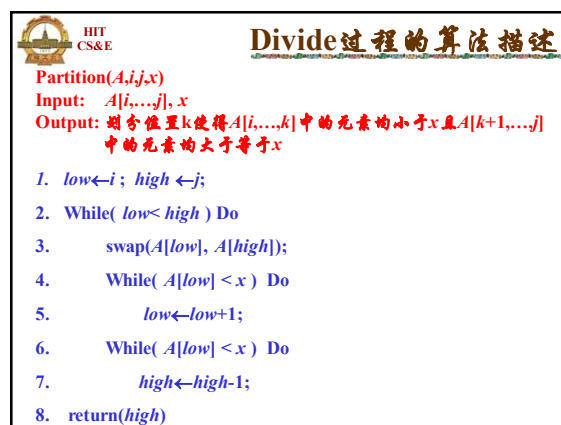 HIT
CS&E
Divide过程的算法描述
Partition(A,i,j,x)
Input: A[i,…,j], x
Output: 划分位置k使得A[i,…,k]中的元素均小于x且A[k+1,…,j]
中的元素均大于等于x
1. low←i ; high ←j;
2. While( low< high ) Do
3. swap(A[low], A[high]);
4. While( A[low] < x ) Do
5. low←low+1;
6. While( A[low] < x ) Do
7. high←high-1;
8. return(high)